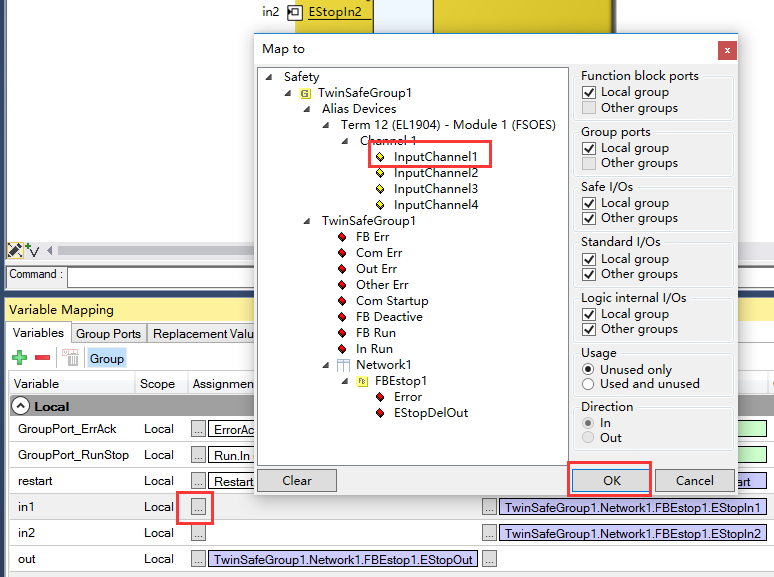 in2 EStopIn2
Map to
x
Safety
TwinSafeGroup1
Alias Devices
Term 12 (EL1904) - Module 1 (FSOES)
Channel 1
InputChannel1
InputChannel2
InputChannel3
InputChannel4
TwinSafeGroup1
FB Err
Com Err
Out Err
Other Err
Com Startup
FB Deactive
FB Run
In Run
Network1
FBEstop1
Error
EStopDelOut
Function block ports
Local group
Other groups
Group ports
Local group
Other groups
Safe I/Os
Local group
Other groups
Standard I/Os
Local group
Other groups
Logic internal I/Os
Local group
Other groups
Usage
Unused only
Used and unused
Direction
In
Out
Clear OK Cancel
Command :
Variable Mapping
Variables Group Ports Replacement Valu
Group
Variable Scope Assignmen
Local
GroupPort_ErrAck Local ... ErrorAc
GroupPort_RunStop Local ... Run.In
restart Local ... Restart art
in1 Local ... ... TwinSafeGroup1.Network1.FBEstop1.EStopIn1
in2 Local ... ... TwinSafeGroup1.Network1.FBEstop1.EStopIn2
out Local ... TwinSafeGroup1.Network1.FBEstop1.EStopOut ...